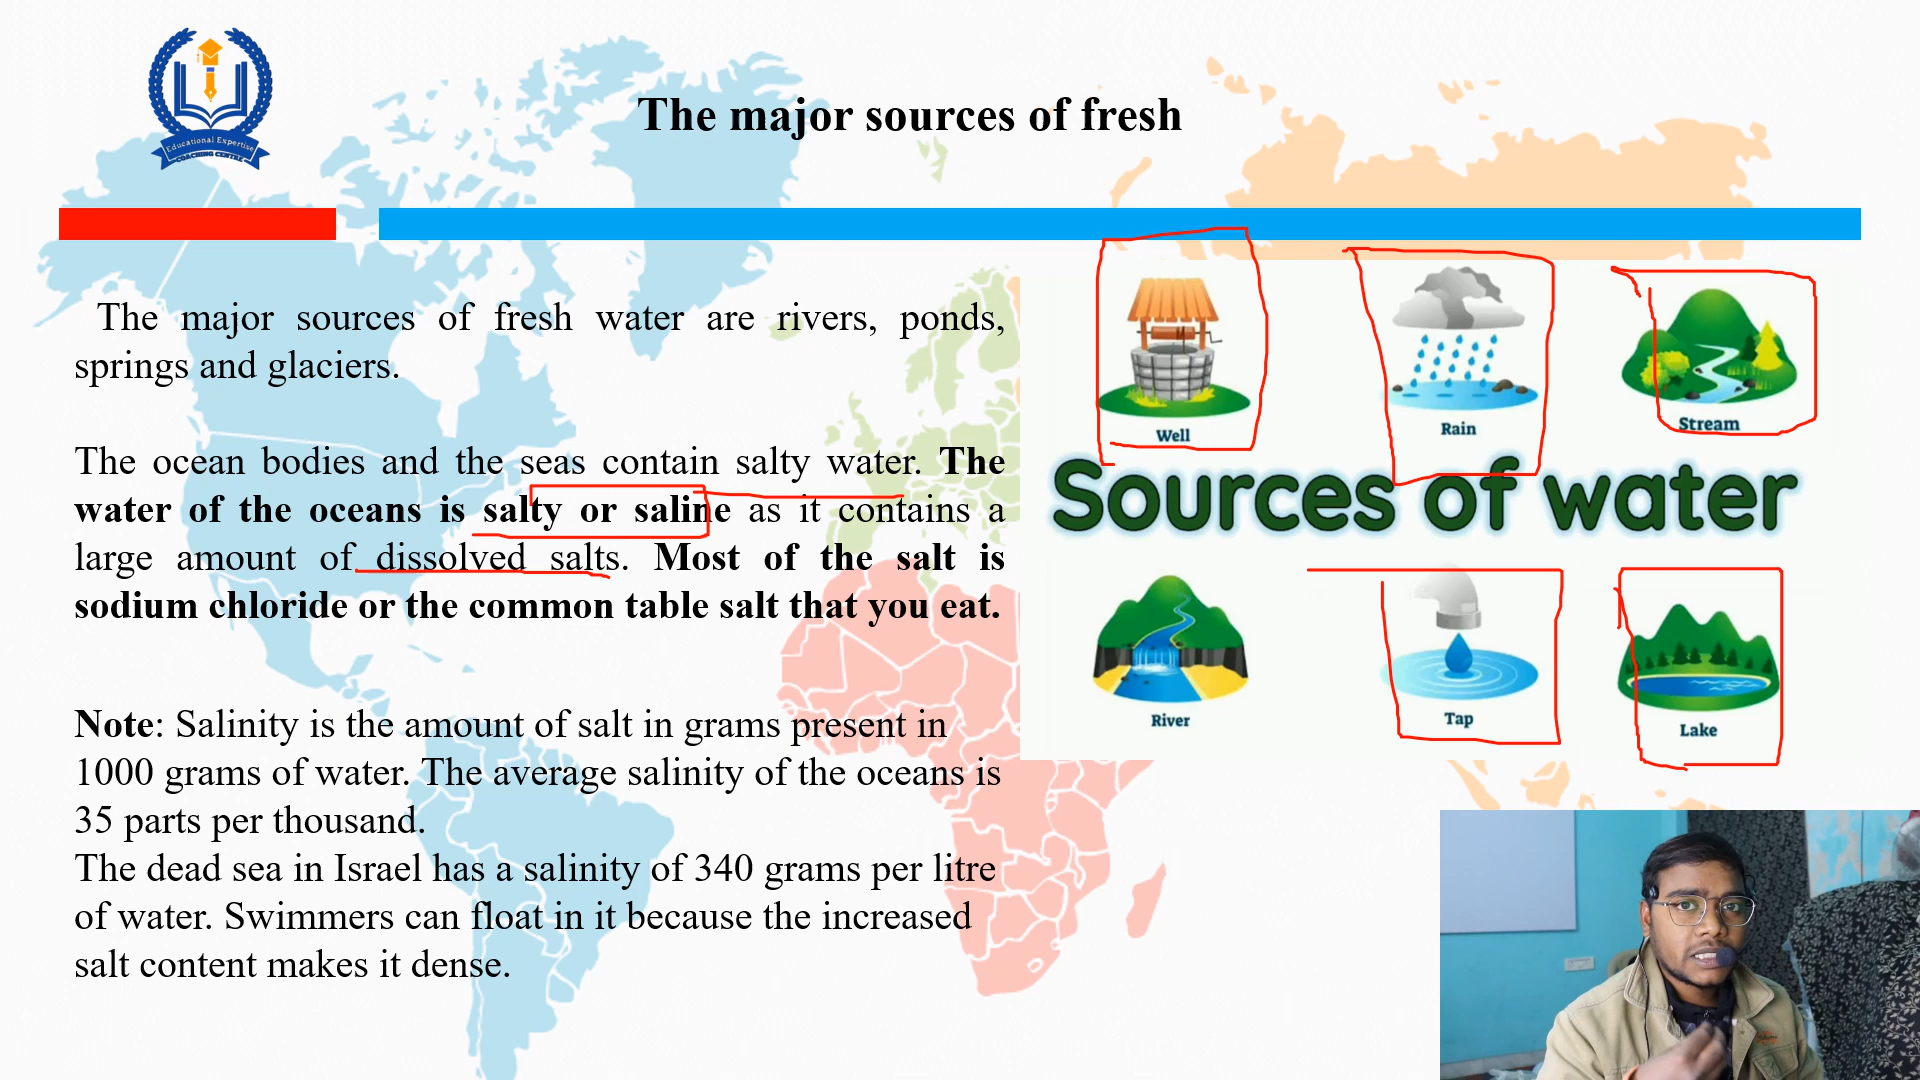 Educational Expertise
COACHING CENTRE
The major sources of fresh
The major sources of fresh water are rivers, ponds,
springs and glaciers.
The ocean bodies and the seas contain salty water. The
water of the oceans is salty or saline as it contains a
large amount of dissolved salts. Most of the salt is
sodium chloride or the common table salt that you eat.
Note: Salinity is the amount of salt in grams present in
1000 grams of water. The average salinity of the oceans is
35 parts per thousand.
The dead sea in Israel has a salinity of 340 grams per litre
of water. Swimmers can float in it because the increased
salt content makes it dense.
Well
Rain
Stream
Sources of water
River
Tap
Lake